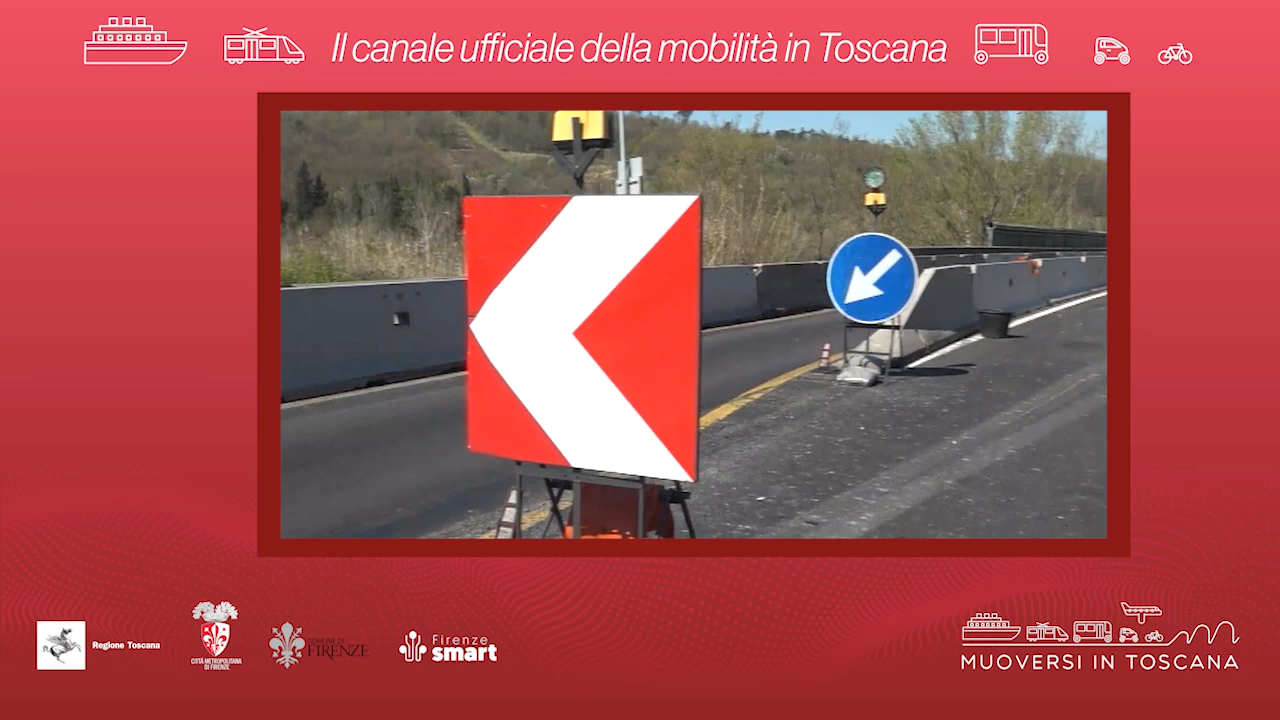 Il canale ufficiale della mobilità in Toscana
Regione Toscana
CITTÀ METROPOLITANA
DI FIRENZE
COMUNE DI
FIRENZE
Firenze
smart
MUOVERSI IN TOSCANA